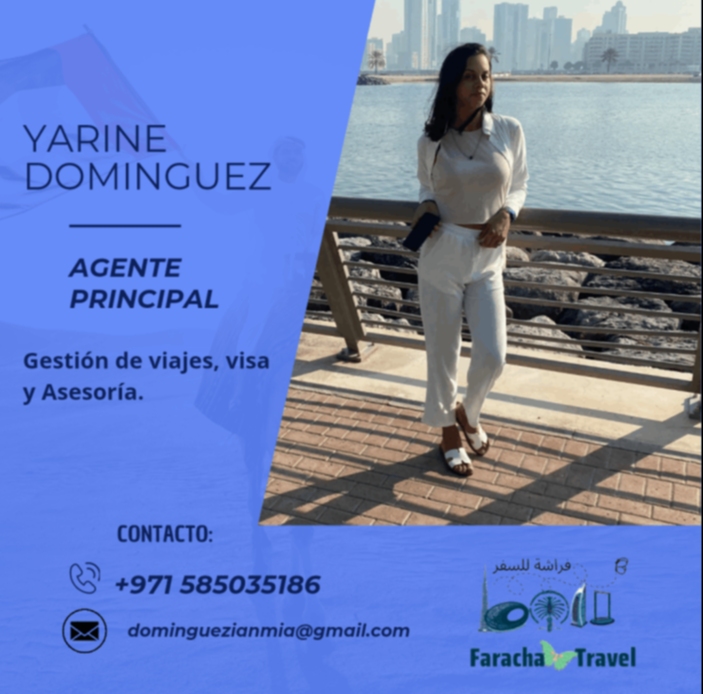 YARINE
DOMINGUEZ
AGENTE
PRINCIPAL
Gestión de viajes, visa
y Asesoría.
CONTACTO:
+971 585035186
dominguezianmia@gmail.com
فراشة للسفر
Faracha Travel